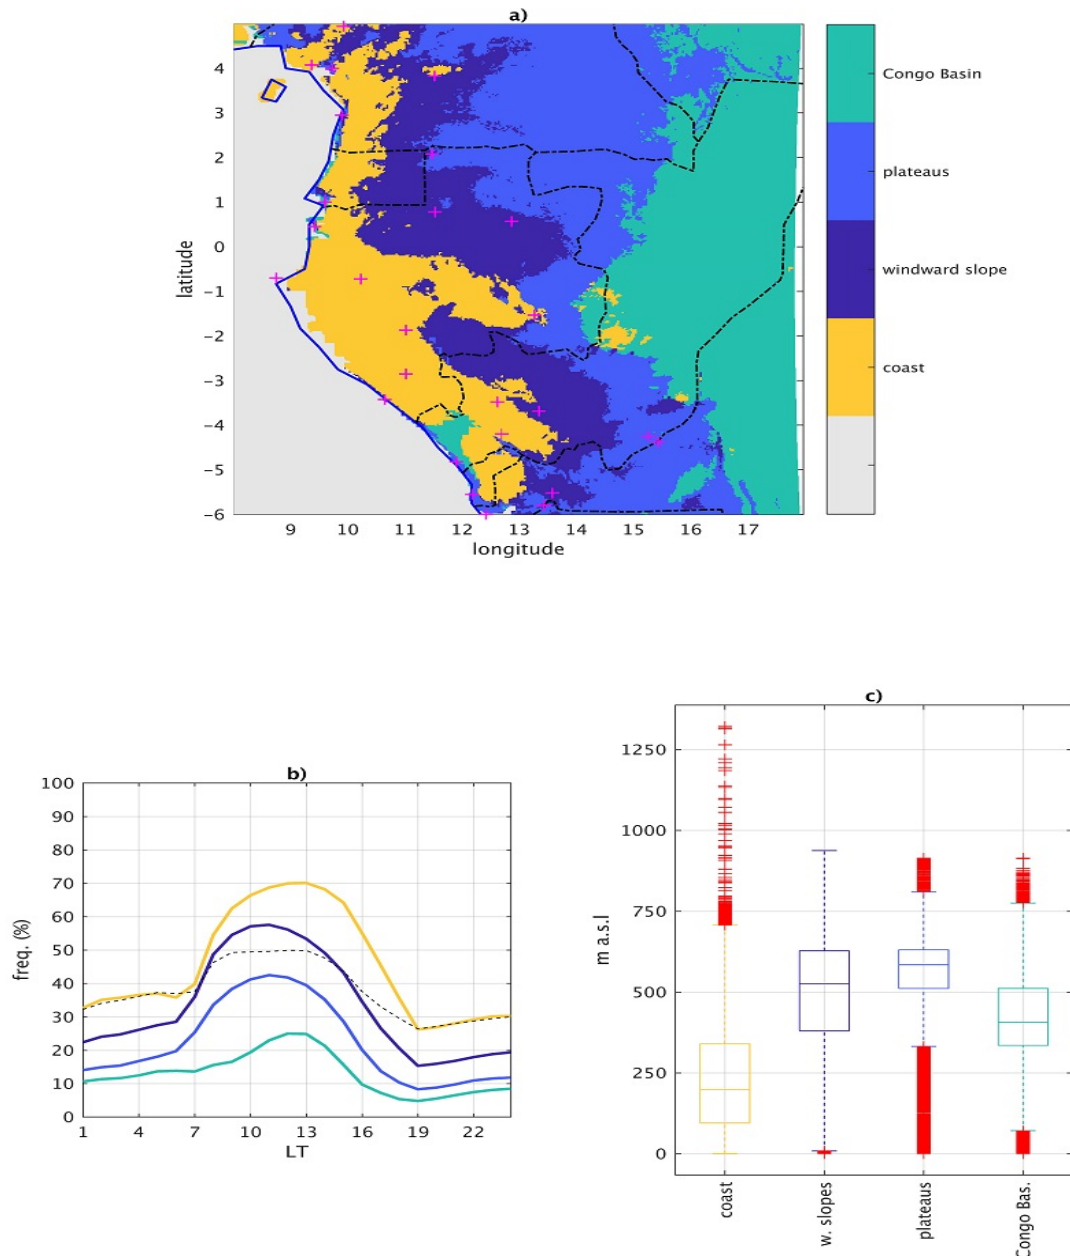 a)
latitude
4
3
2
1
0
−1
−2
−3
−4
−5
−6
9 10 11 12 13 14 15 16 17
longitude
Congo Basin
plateaus
windward slope
coast
b)
freq. (%)
100
90
80
70
60
50
40
30
20
10
0
1 4 7 10 13 16 19 22
LT
c)
m a.s.l
1250
1000
750
500
250
0
coast
w. slopes
plateaus
Congo Bas.